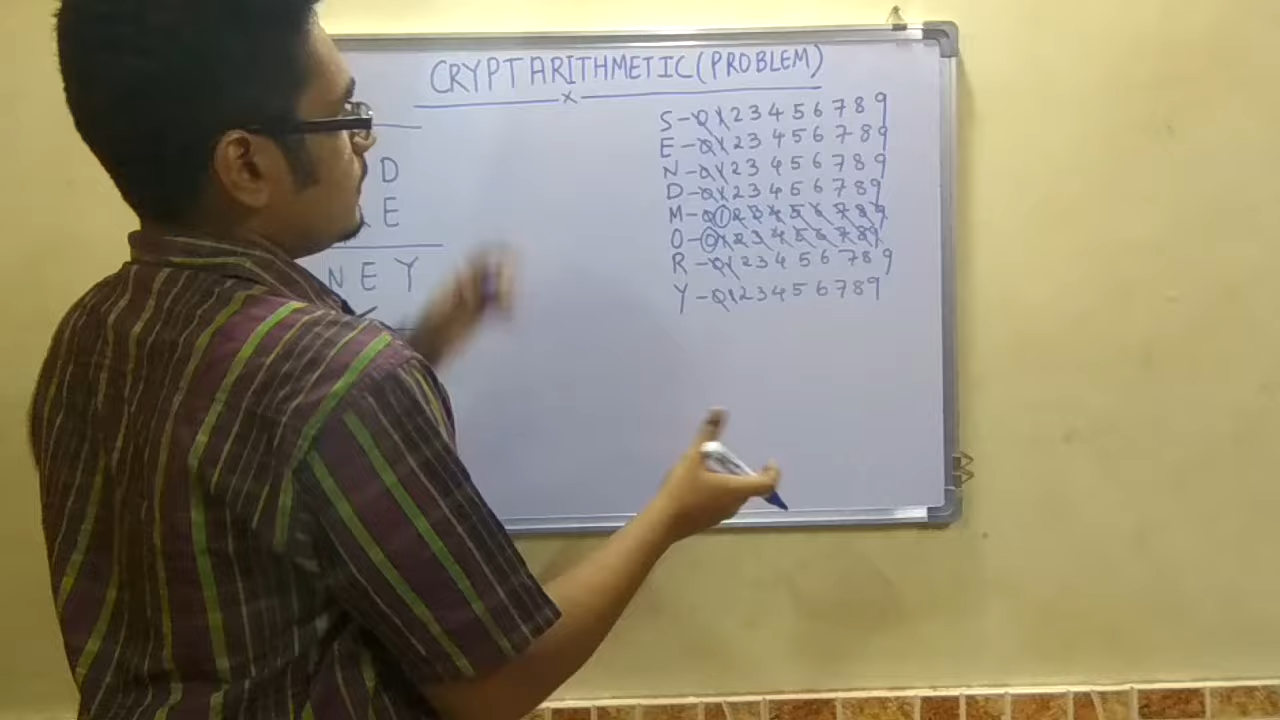 CRYPTARITHMETIC (PROBLEM)
x
D
E
N E Y
S - 0 1 2 3 4 5 6 7 8 9
E - 0 1 2 3 4 5 6 7 8 9
N - 0 1 2 3 4 5 6 7 8 9
D - 0 1 2 3 4 5 6 7 8 9
M - 0 1 2 3 4 5 6 7 8 9
O - 0 1 2 3 4 5 6 7 8 9
R - 0 1 2 3 4 5 6 7 8 9
Y - 0 1 2 3 4 5 6 7 8 9